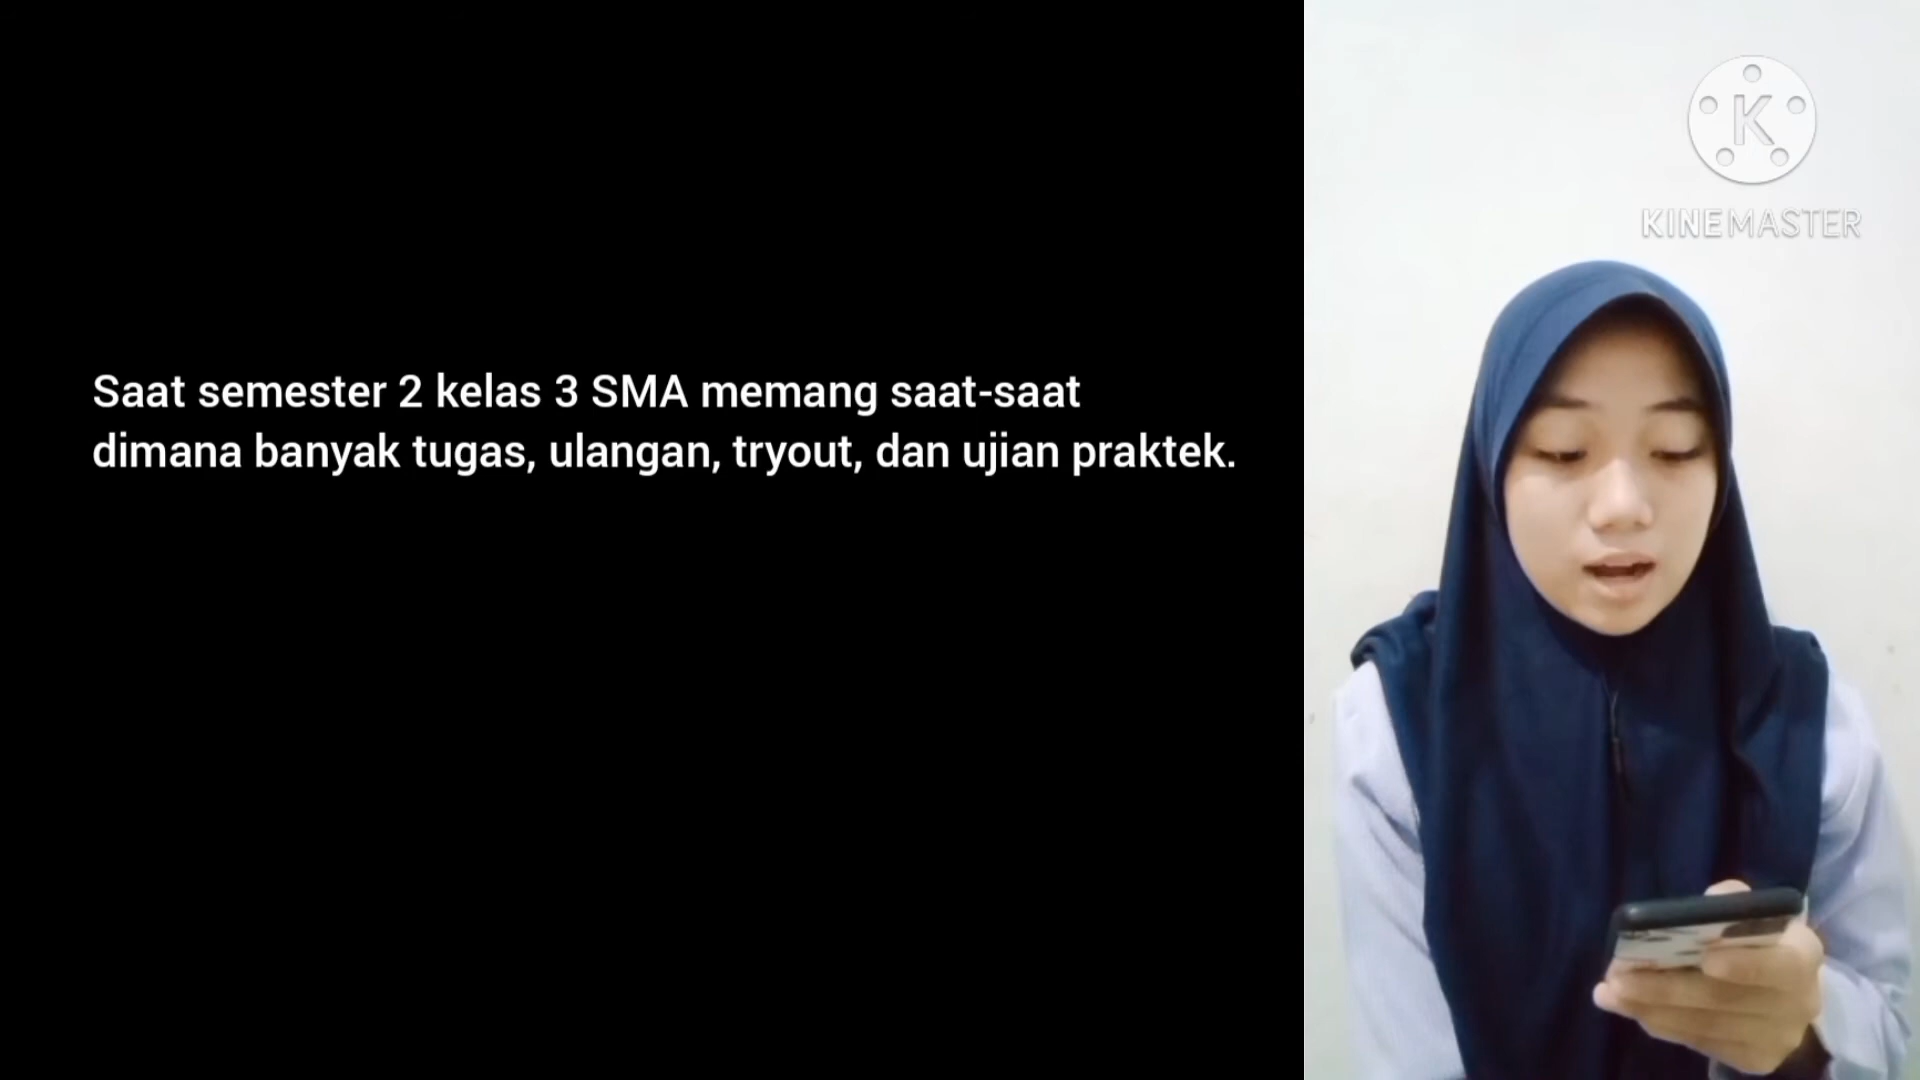 Saat semester 2 kelas 3 SMA memang saat-saat
dimana banyak tugas, ulangan, tryout, dan ujian praktek.
K
KINEMASTER